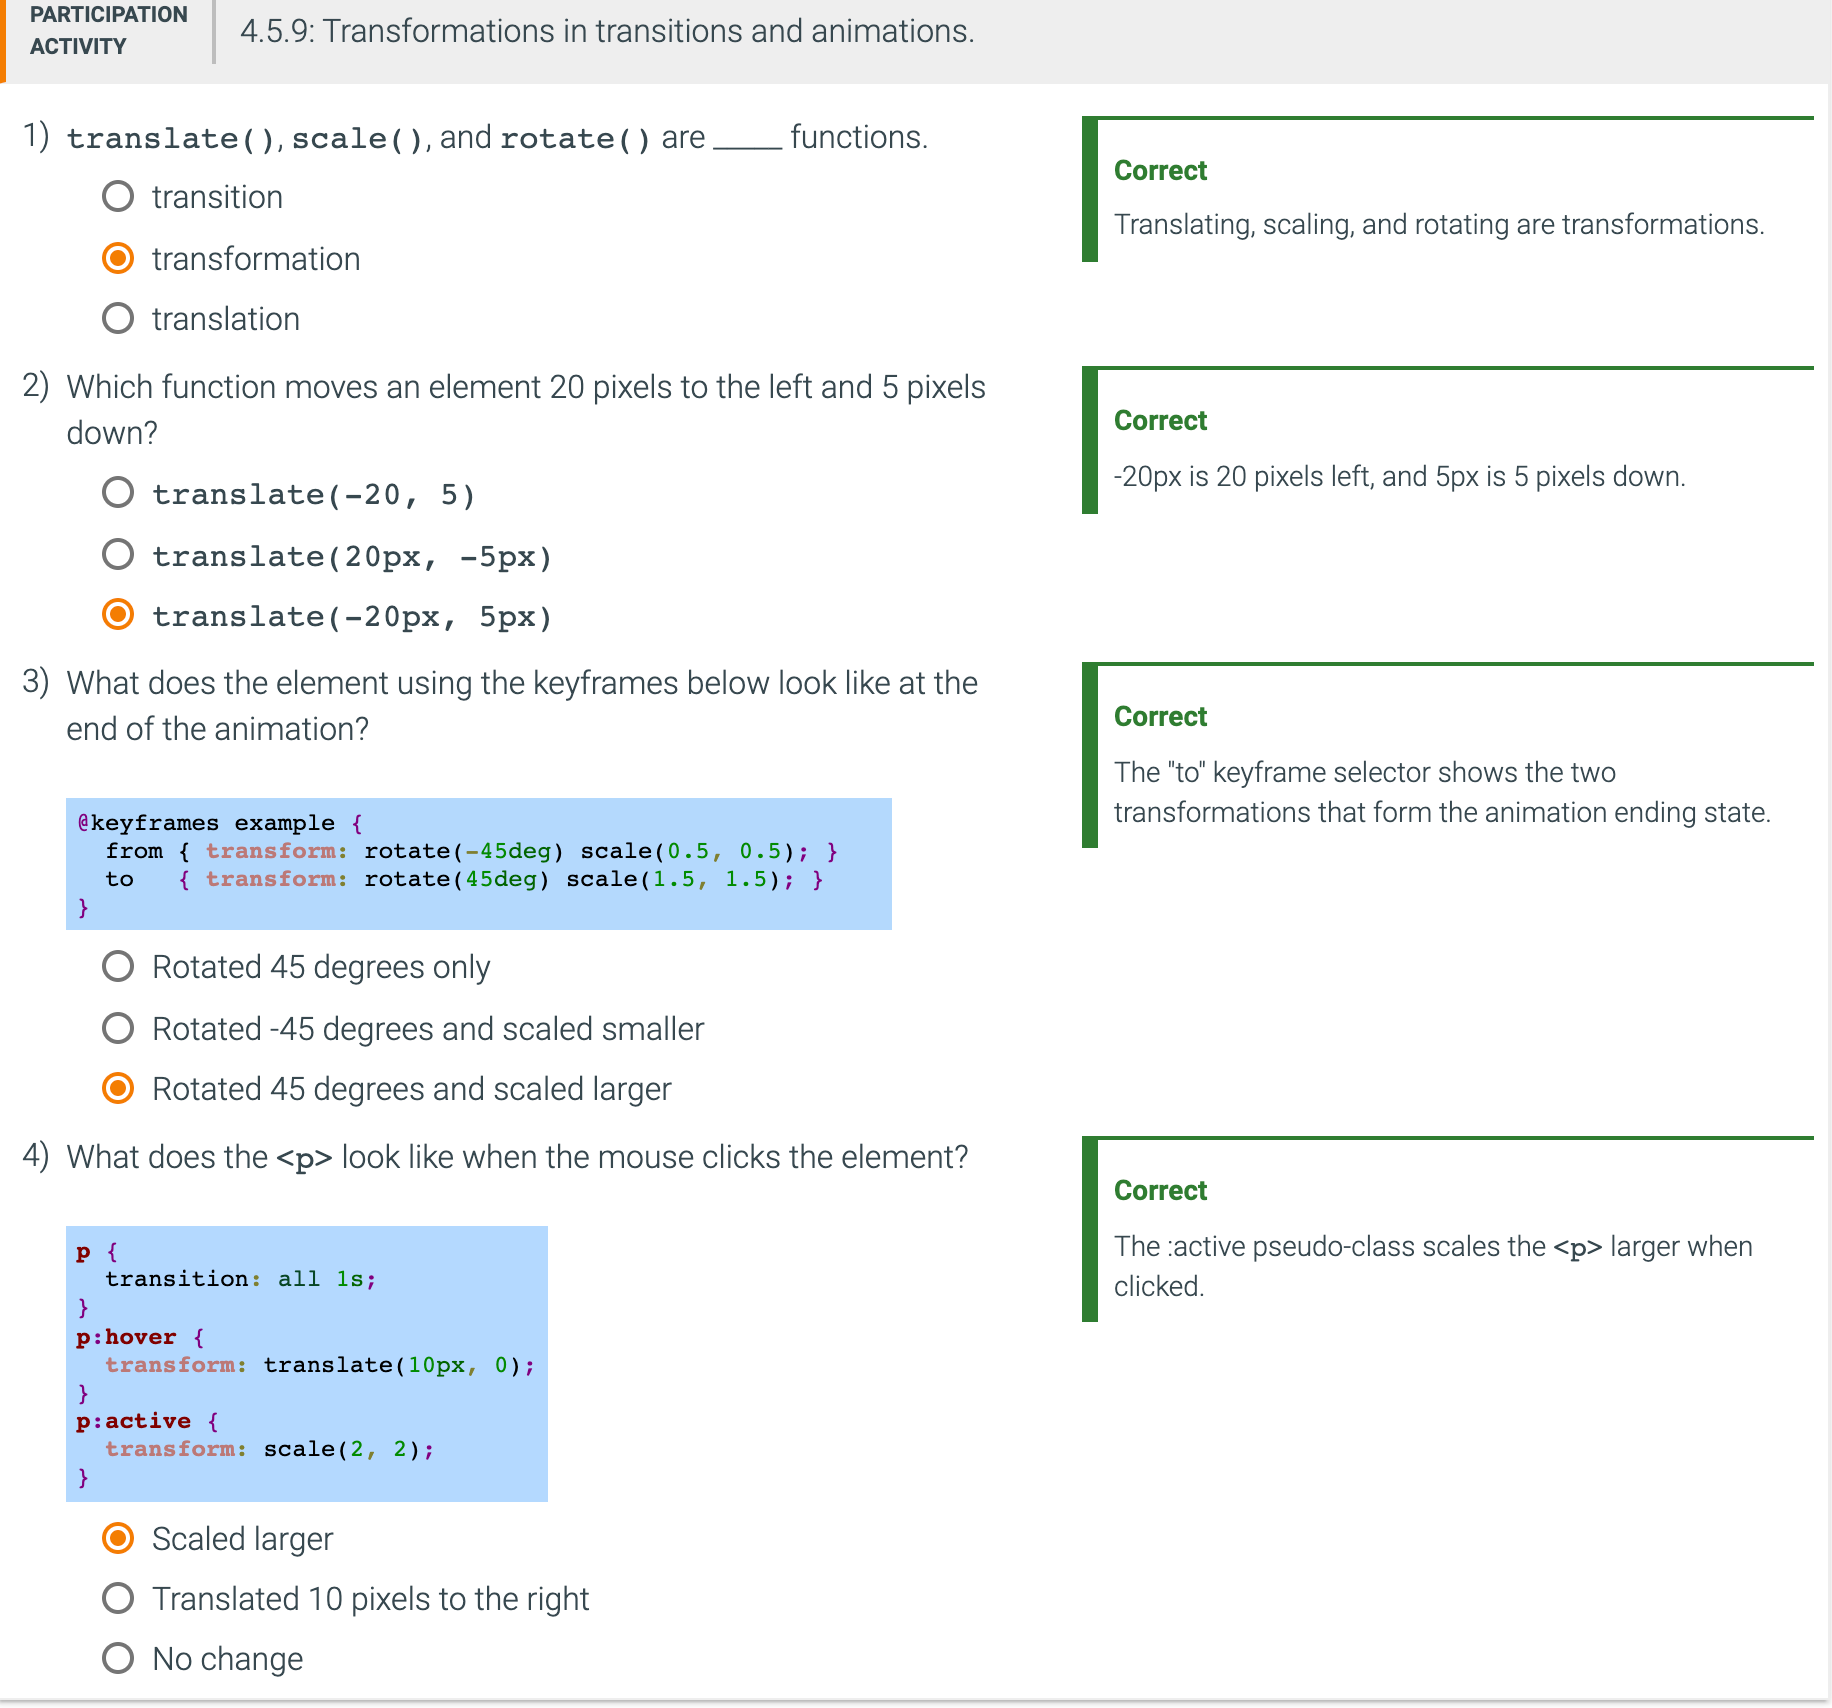 PARTICIPATION
ACTIVITY
4.5.9: Transformations in transitions and animations.
1) translate(), scale(), and rotate() are ____ functions.
transition
transformation
translation
Correct
Translating, scaling, and rotating are transformations.
2) Which function moves an element 20 pixels to the left and 5 pixels
down?
translate(-20, 5)
translate(20px, -5px)
translate(-20px, 5px)
Correct
-20px is 20 pixels left, and 5px is 5 pixels down.
3) What does the element using the keyframes below look like at the
end of the animation?
@keyframes example {
  from { transform: rotate(-45deg) scale(0.5, 0.5); }
  to   { transform: rotate(45deg) scale(1.5, 1.5); }
}
Rotated 45 degrees only
Rotated -45 degrees and scaled smaller
Rotated 45 degrees and scaled larger
Correct
The "to" keyframe selector shows the two
transformations that form the animation ending state.
4) What does the <p> look like when the mouse clicks the element?
p {
  transition: all 1s;
}
p:hover {
  transform: translate(10px, 0);
}
p:active {
  transform: scale(2, 2);
}
Scaled larger
Translated 10 pixels to the right
No change
Correct
The :active pseudo-class scales the <p> larger when
clicked.